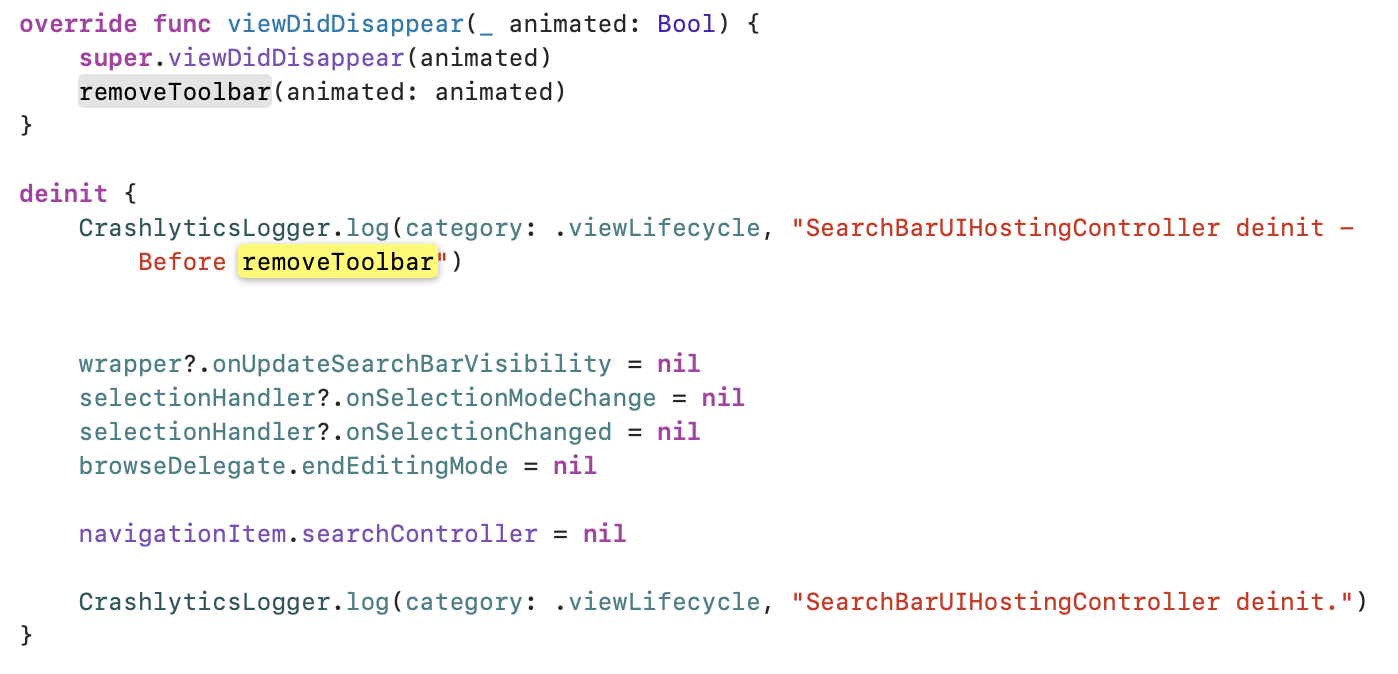 override func viewDidDisappear(_ animated: Bool) {
    super.viewDidDisappear(animated)
    removeToolbar(animated: animated)
}

deinit {
    CrashlyticsLogger.log(category: .viewLifecycle, "SearchBarUIHostingController deinit –
        Before removeToolbar")

    wrapper?.onUpdateSearchBarVisibility = nil
    selectionHandler?.onSelectionModeChange = nil
    selectionHandler?.onSelectionChanged = nil
    browseDelegate.endEditingMode = nil

    navigationItem.searchController = nil

    CrashlyticsLogger.log(category: .viewLifecycle, "SearchBarUIHostingController deinit.")
}